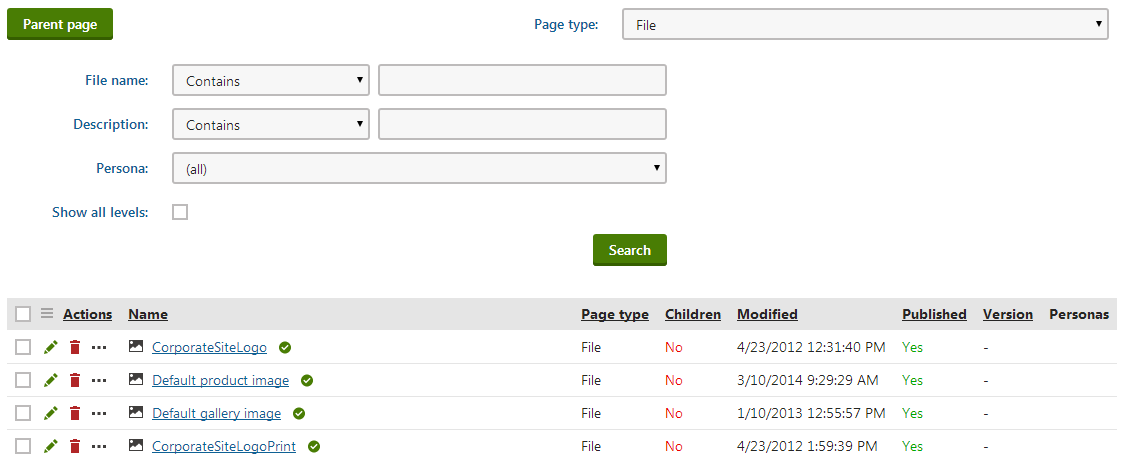 Parent page Page type: File
File name: Contains
Description: Contains
Persona: (all)
Show all levels:
Search
Actions Name Page type Children Modified Published Version Personas
CorporateSiteLogo File No 4/23/2012 12:31:40 PM Yes -
Default product image File No 3/10/2014 9:29:29 AM Yes -
Default gallery image File No 1/10/2013 12:55:57 PM Yes -
CorporateSiteLogoPrint File No 4/23/2012 1:59:39 PM Yes -